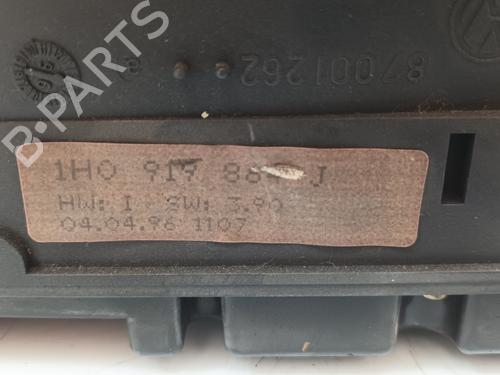 87001262
B-PARTS
1H0 919 88 J
HW: I - SW: 3.90
04.04.96 1107